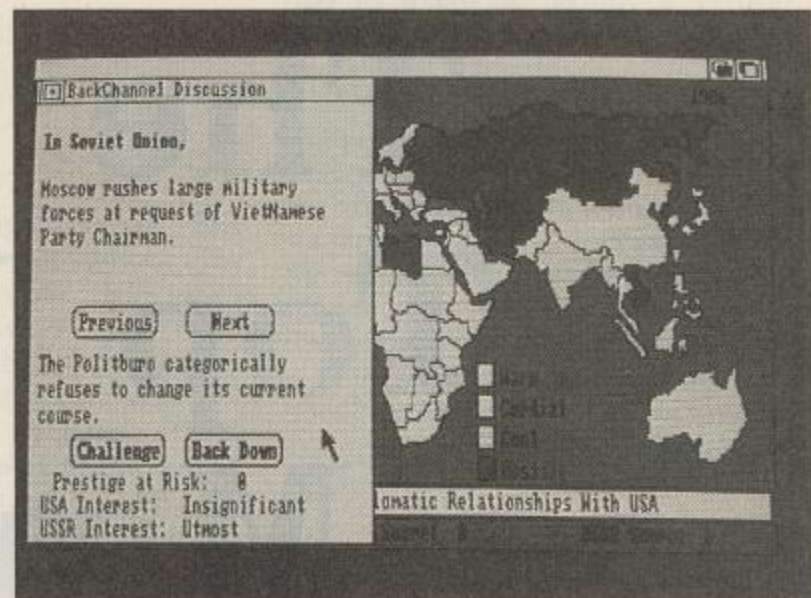 BackChannel Discussion
In Soviet Union,
Moscow rushes large military
forces at request of VietNamese
Party Chairman.
Previous Next
The Politburo categorically
refuses to change its current
course.
Challenge Back Down
Prestige at Risk: 0
USA Interest: Insignificant
USSR Interest: Utmost
Warm
Cordial
Cool
Hostile
lomatic Relationships With USA